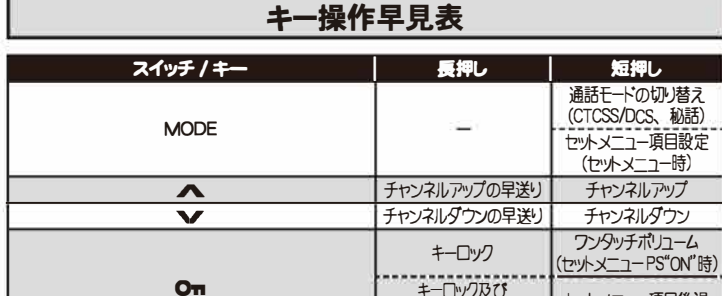 キー操作早見表
スイッチ / キー 長押し 短押し
MODE — 通話モードの切り替え
(CTCSS/DCS、秘話)
セットメニュー項目設定
(セットメニュー時)
チャンネルアップの早送り チャンネルアップ
チャンネルダウンの早送り チャンネルダウン
キーロック ワンタッチボリューム
(セットメニューPS“ON”時)
キーロック及び